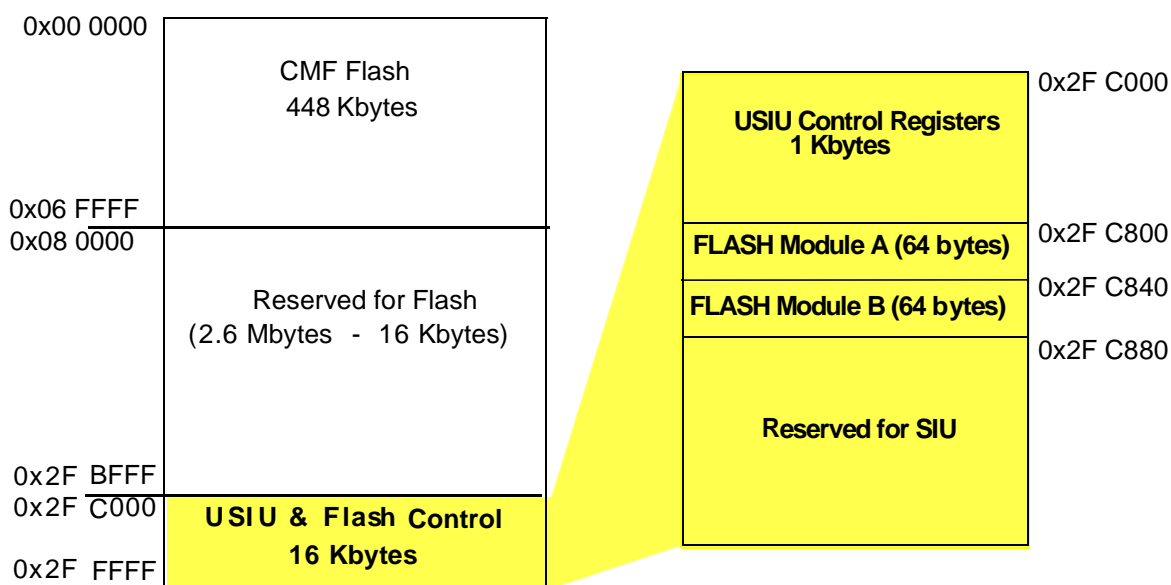 0x00 0000
CMF Flash
448 Kbytes
0x06 FFFF
0x08 0000
Reserved for Flash
(2.6 Mbytes - 16 Kbytes)
0x2F BFFF
0x2F C000
USIU & Flash Control
16 Kbytes
0x2F FFFF
0x2F C000
USIU Control Registers
1 Kbytes
0x2F C800
FLASH Module A (64 bytes)
0x2F C840
FLASH Module B (64 bytes)
0x2F C880
Reserved for SIU